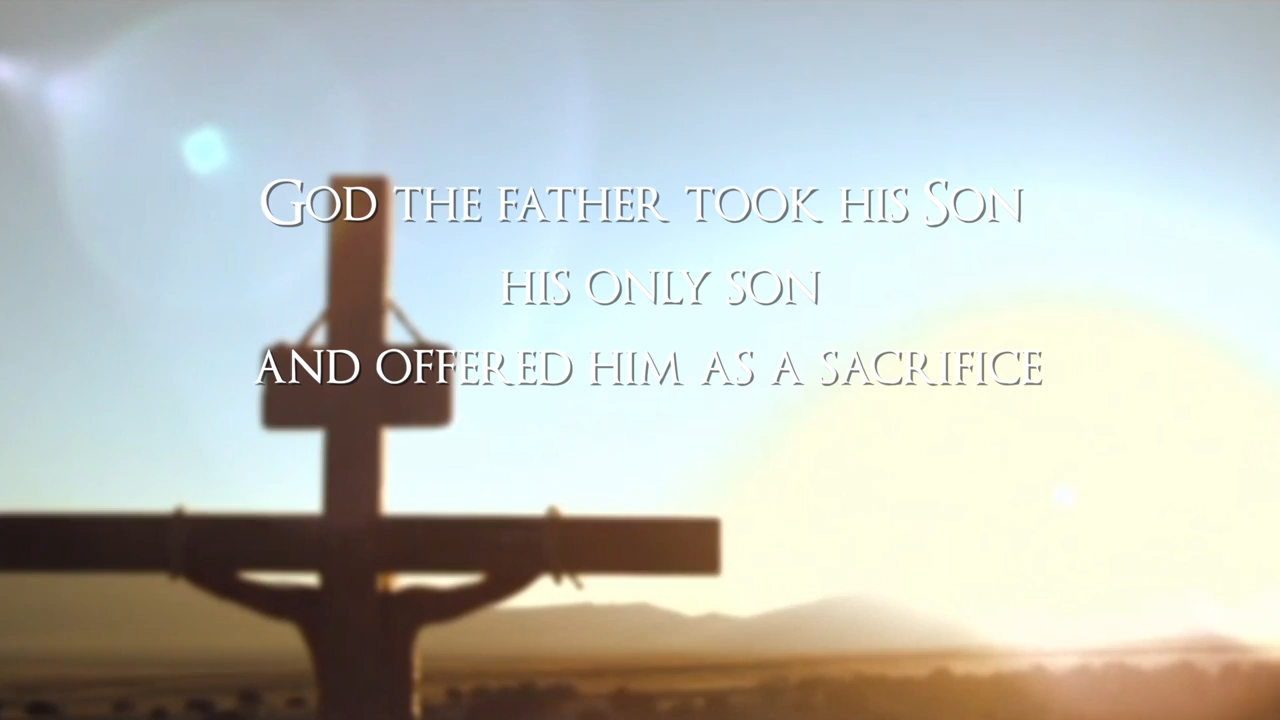 God the father took his Son
his only son
and offered him as a sacrifice